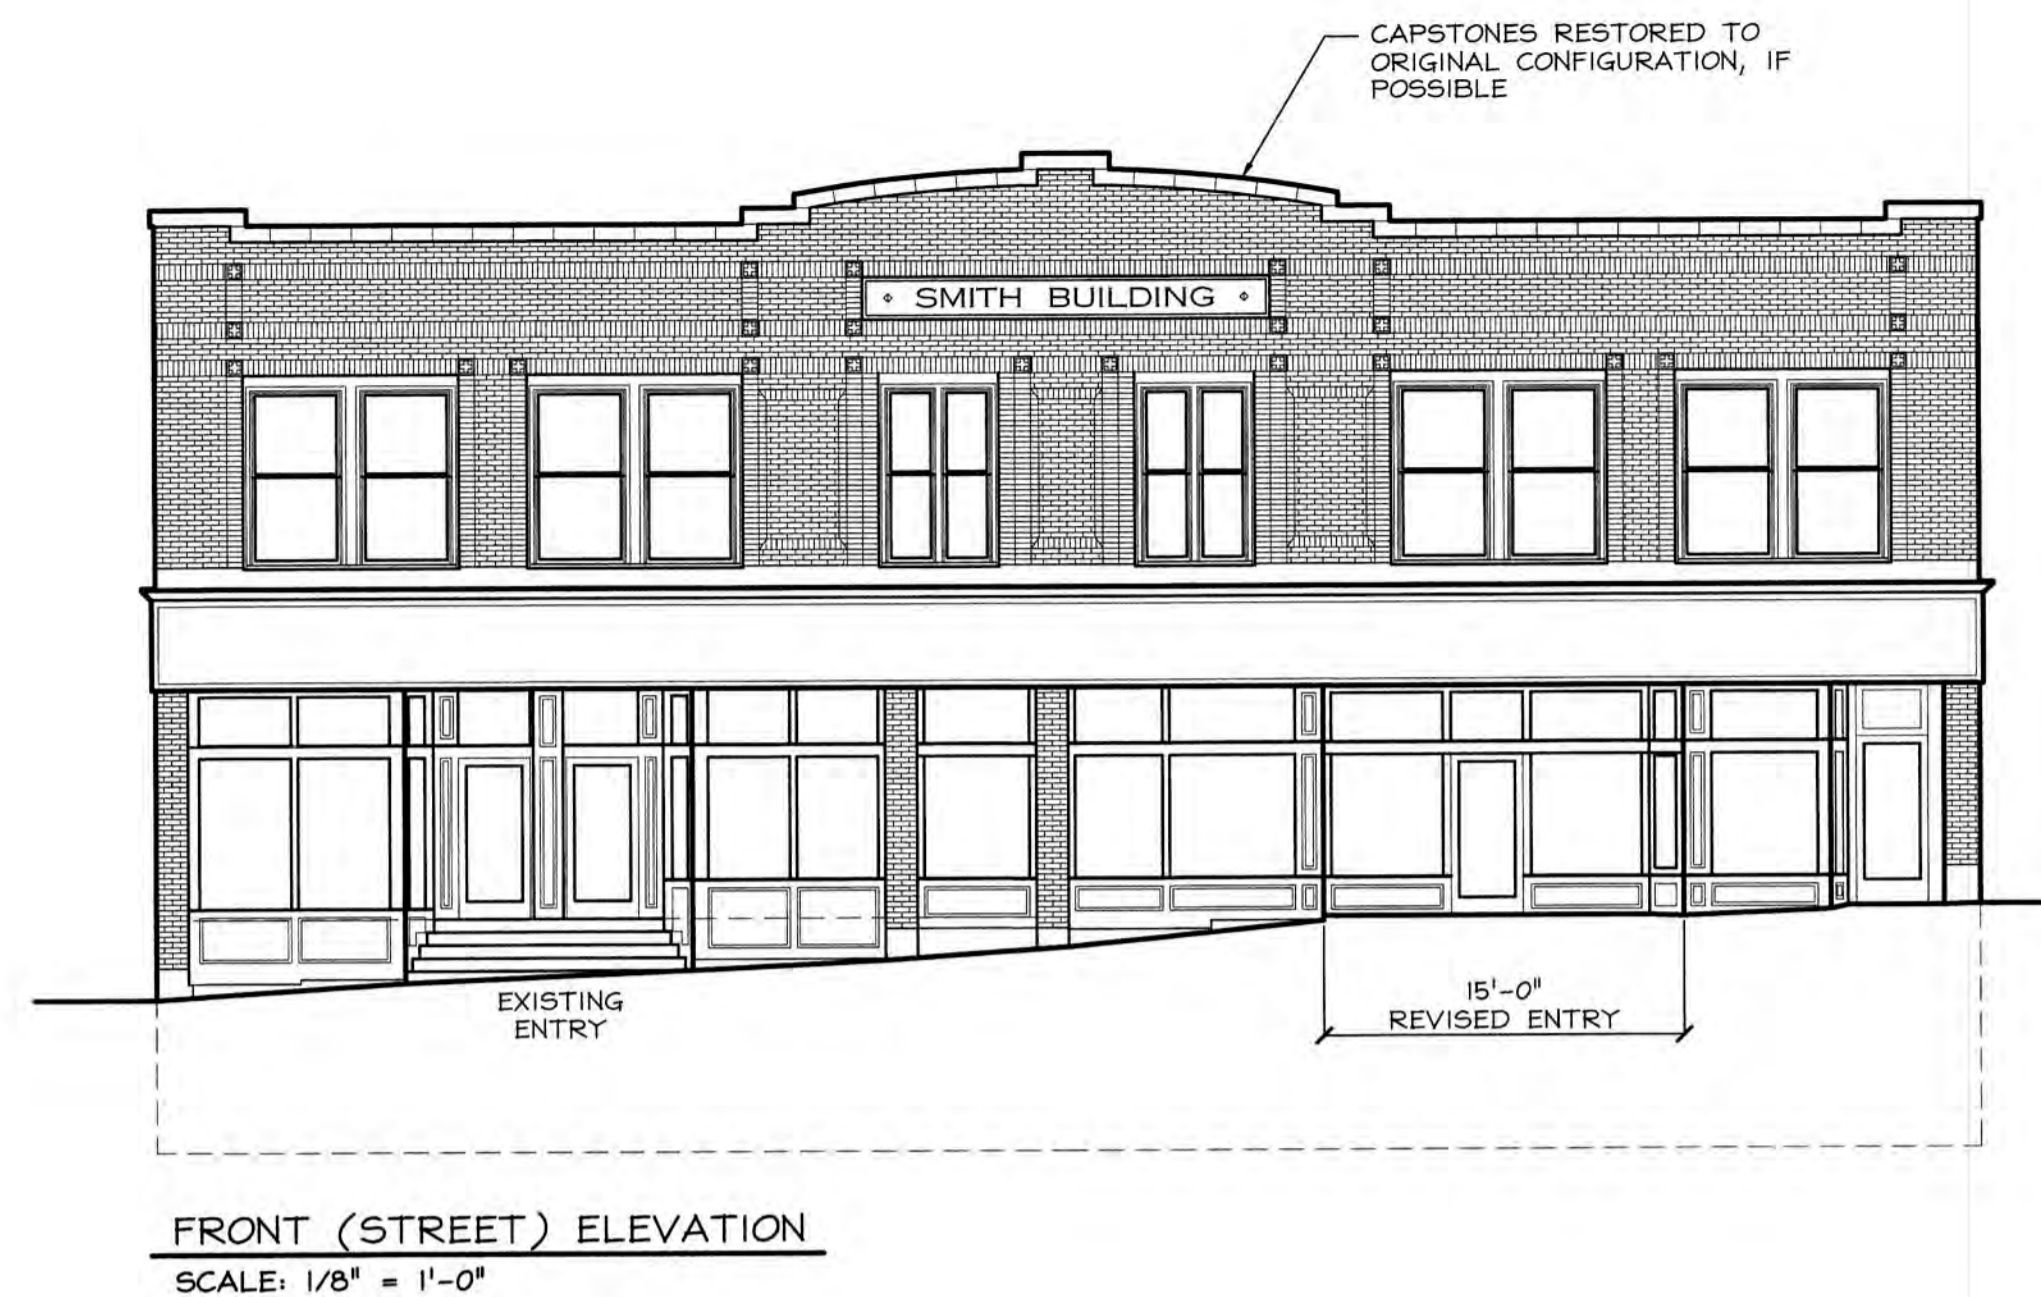 CAPSTONES RESTORED TO
ORIGINAL CONFIGURATION, IF
POSSIBLE
SMITH BUILDING
EXISTING
ENTRY
15'-0"
REVISED ENTRY
FRONT (STREET) ELEVATION
SCALE: 1/8" = 1'-0"